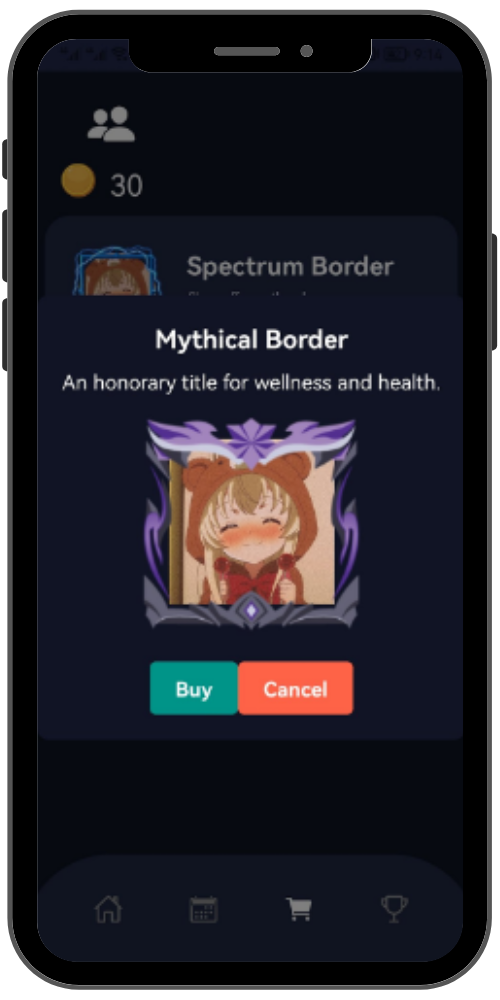 30
Spectrum Border
Mythical Border
An honorary title for wellness and health.
Buy
Cancel